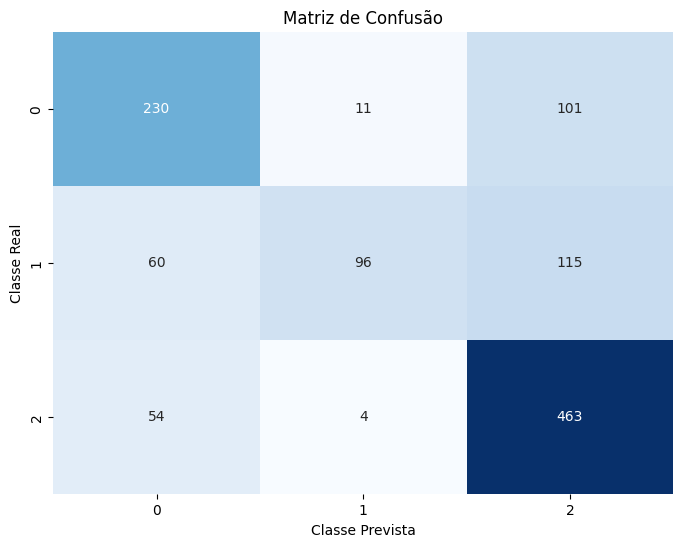 Matriz de Confusão
0 230 11 101
1 60 96 115
2 54 4 463
0 1 2
Classe Real
Classe Prevista